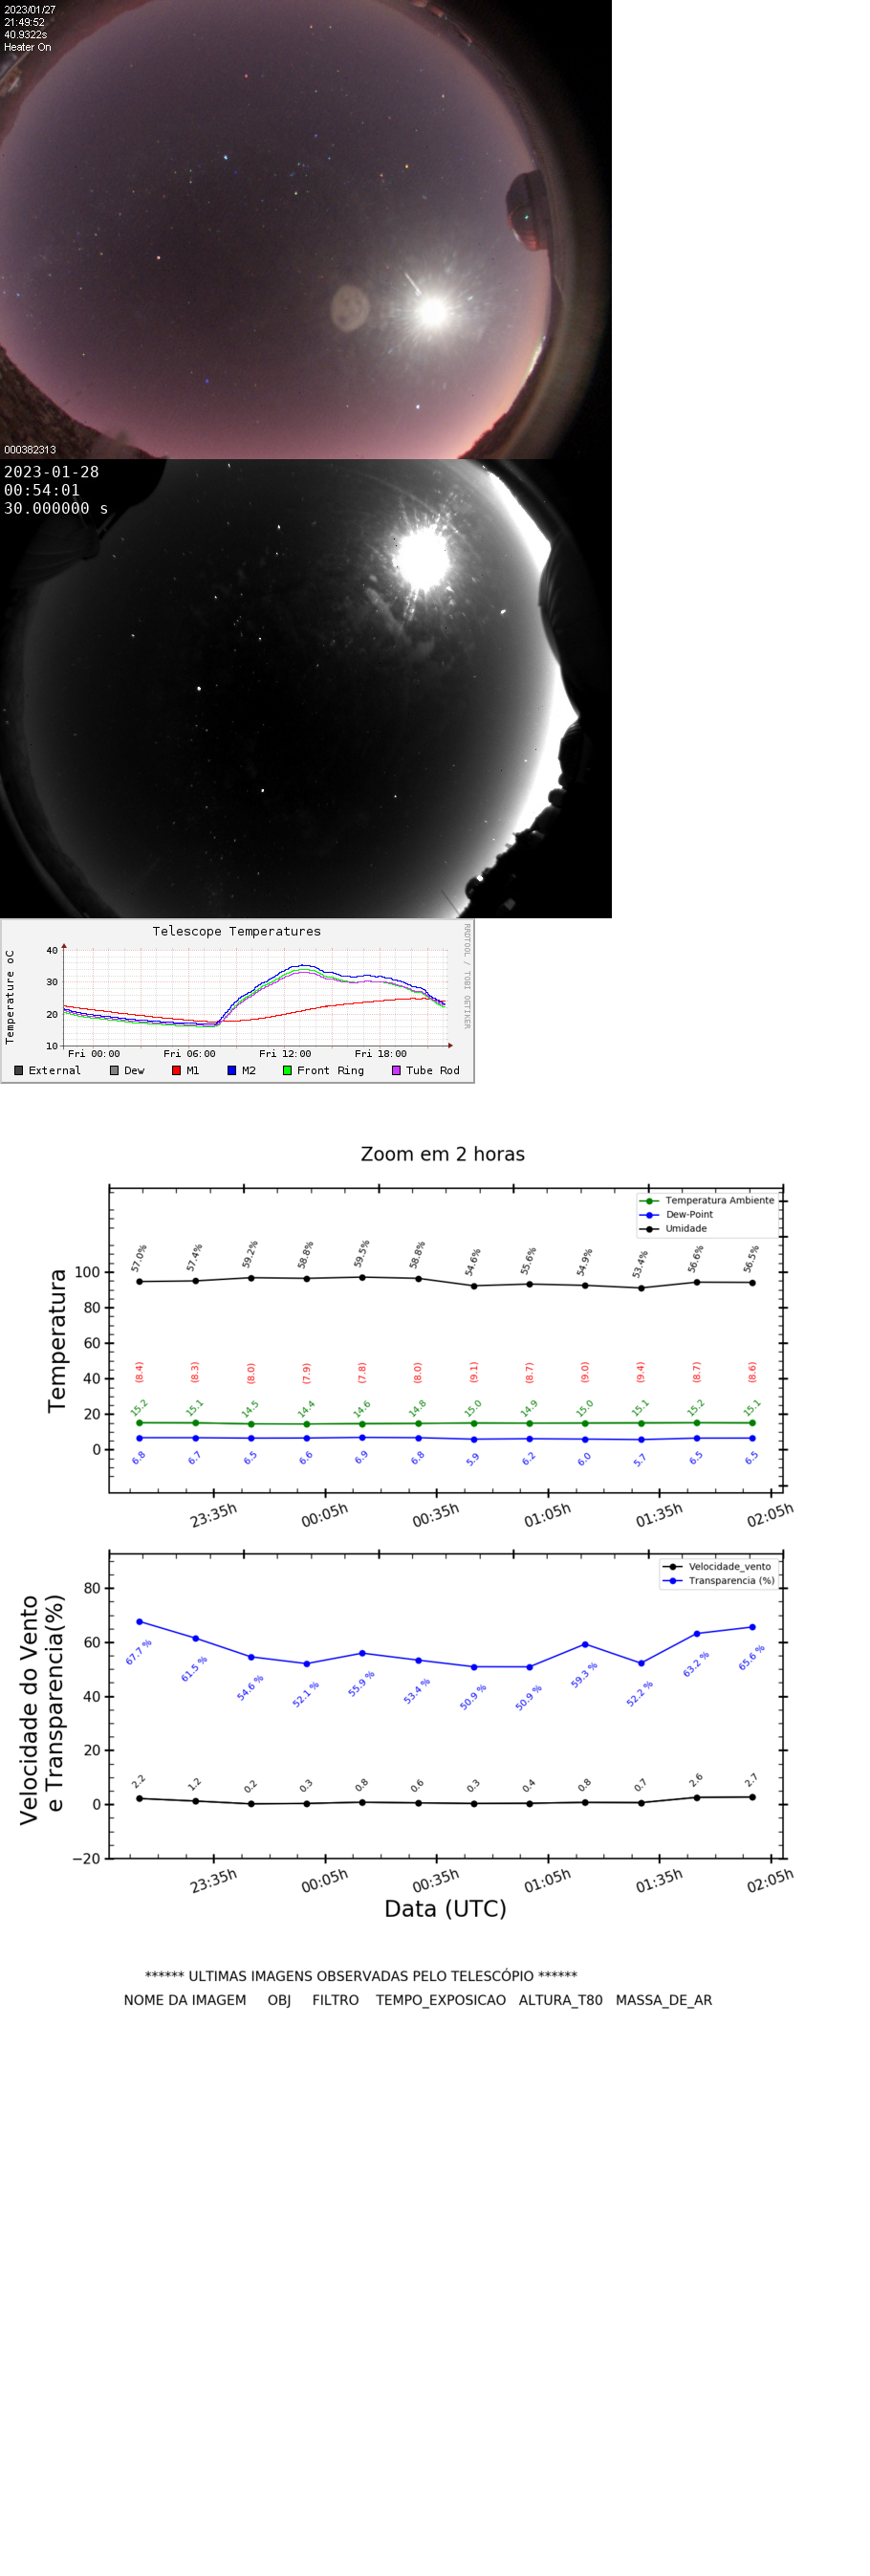 2023/01/27
21:49:52
40.9322s
Heater On
000382313
2023-01-28
00:54:01
30.000000 s
Telescope Temperatures
RRDTOOL / TOBI OETIKER
Temperature oC
40
30
20
10
Fri 00:00 Fri 06:00 Fri 12:00 Fri 18:00
External Dew M1 M2 Front Ring Tube Rod
Zoom em 2 horas
Temperatura Ambiente
Dew-Point
Umidade
Temperatura
100
80
60
40
20
0
57.0% 57.4% 59.2% 58.8% 59.5% 58.8% 54.6% 55.6% 54.9% 53.4% 56.6% 56.5%
(8.4) (8.3) (8.0) (7.9) (7.8) (8.0) (9.1) (8.7) (9.0) (9.4) (8.7) (8.6)
15.2 15.1 14.5 14.4 14.6 14.8 15.0 14.9 15.0 15.1 15.2 15.1
6.8 6.7 6.5 6.6 6.9 6.8 5.9 6.2 6.0 5.7 6.5 6.5
23:35h 00:05h 00:35h 01:05h 01:35h 02:05h
Velocidade_vento
Transparencia (%)
Velocidade do Vento
e Transparencia(%)
80
60
40
20
0
−20
67.7 % 61.5 % 54.6 % 52.1 % 55.9 % 53.4 % 50.9 % 50.9 % 59.3 % 52.2 % 63.2 % 65.6 %
2.2 1.2 0.2 0.3 0.8 0.6 0.3 0.4 0.8 0.7 2.6 2.7
23:35h 00:05h 00:35h 01:05h 01:35h 02:05h
Data (UTC)
****** ULTIMAS IMAGENS OBSERVADAS PELO TELESCÓPIO ******
NOME DA IMAGEM OBJ FILTRO TEMPO_EXPOSICAO ALTURA_T80 MASSA_DE_AR